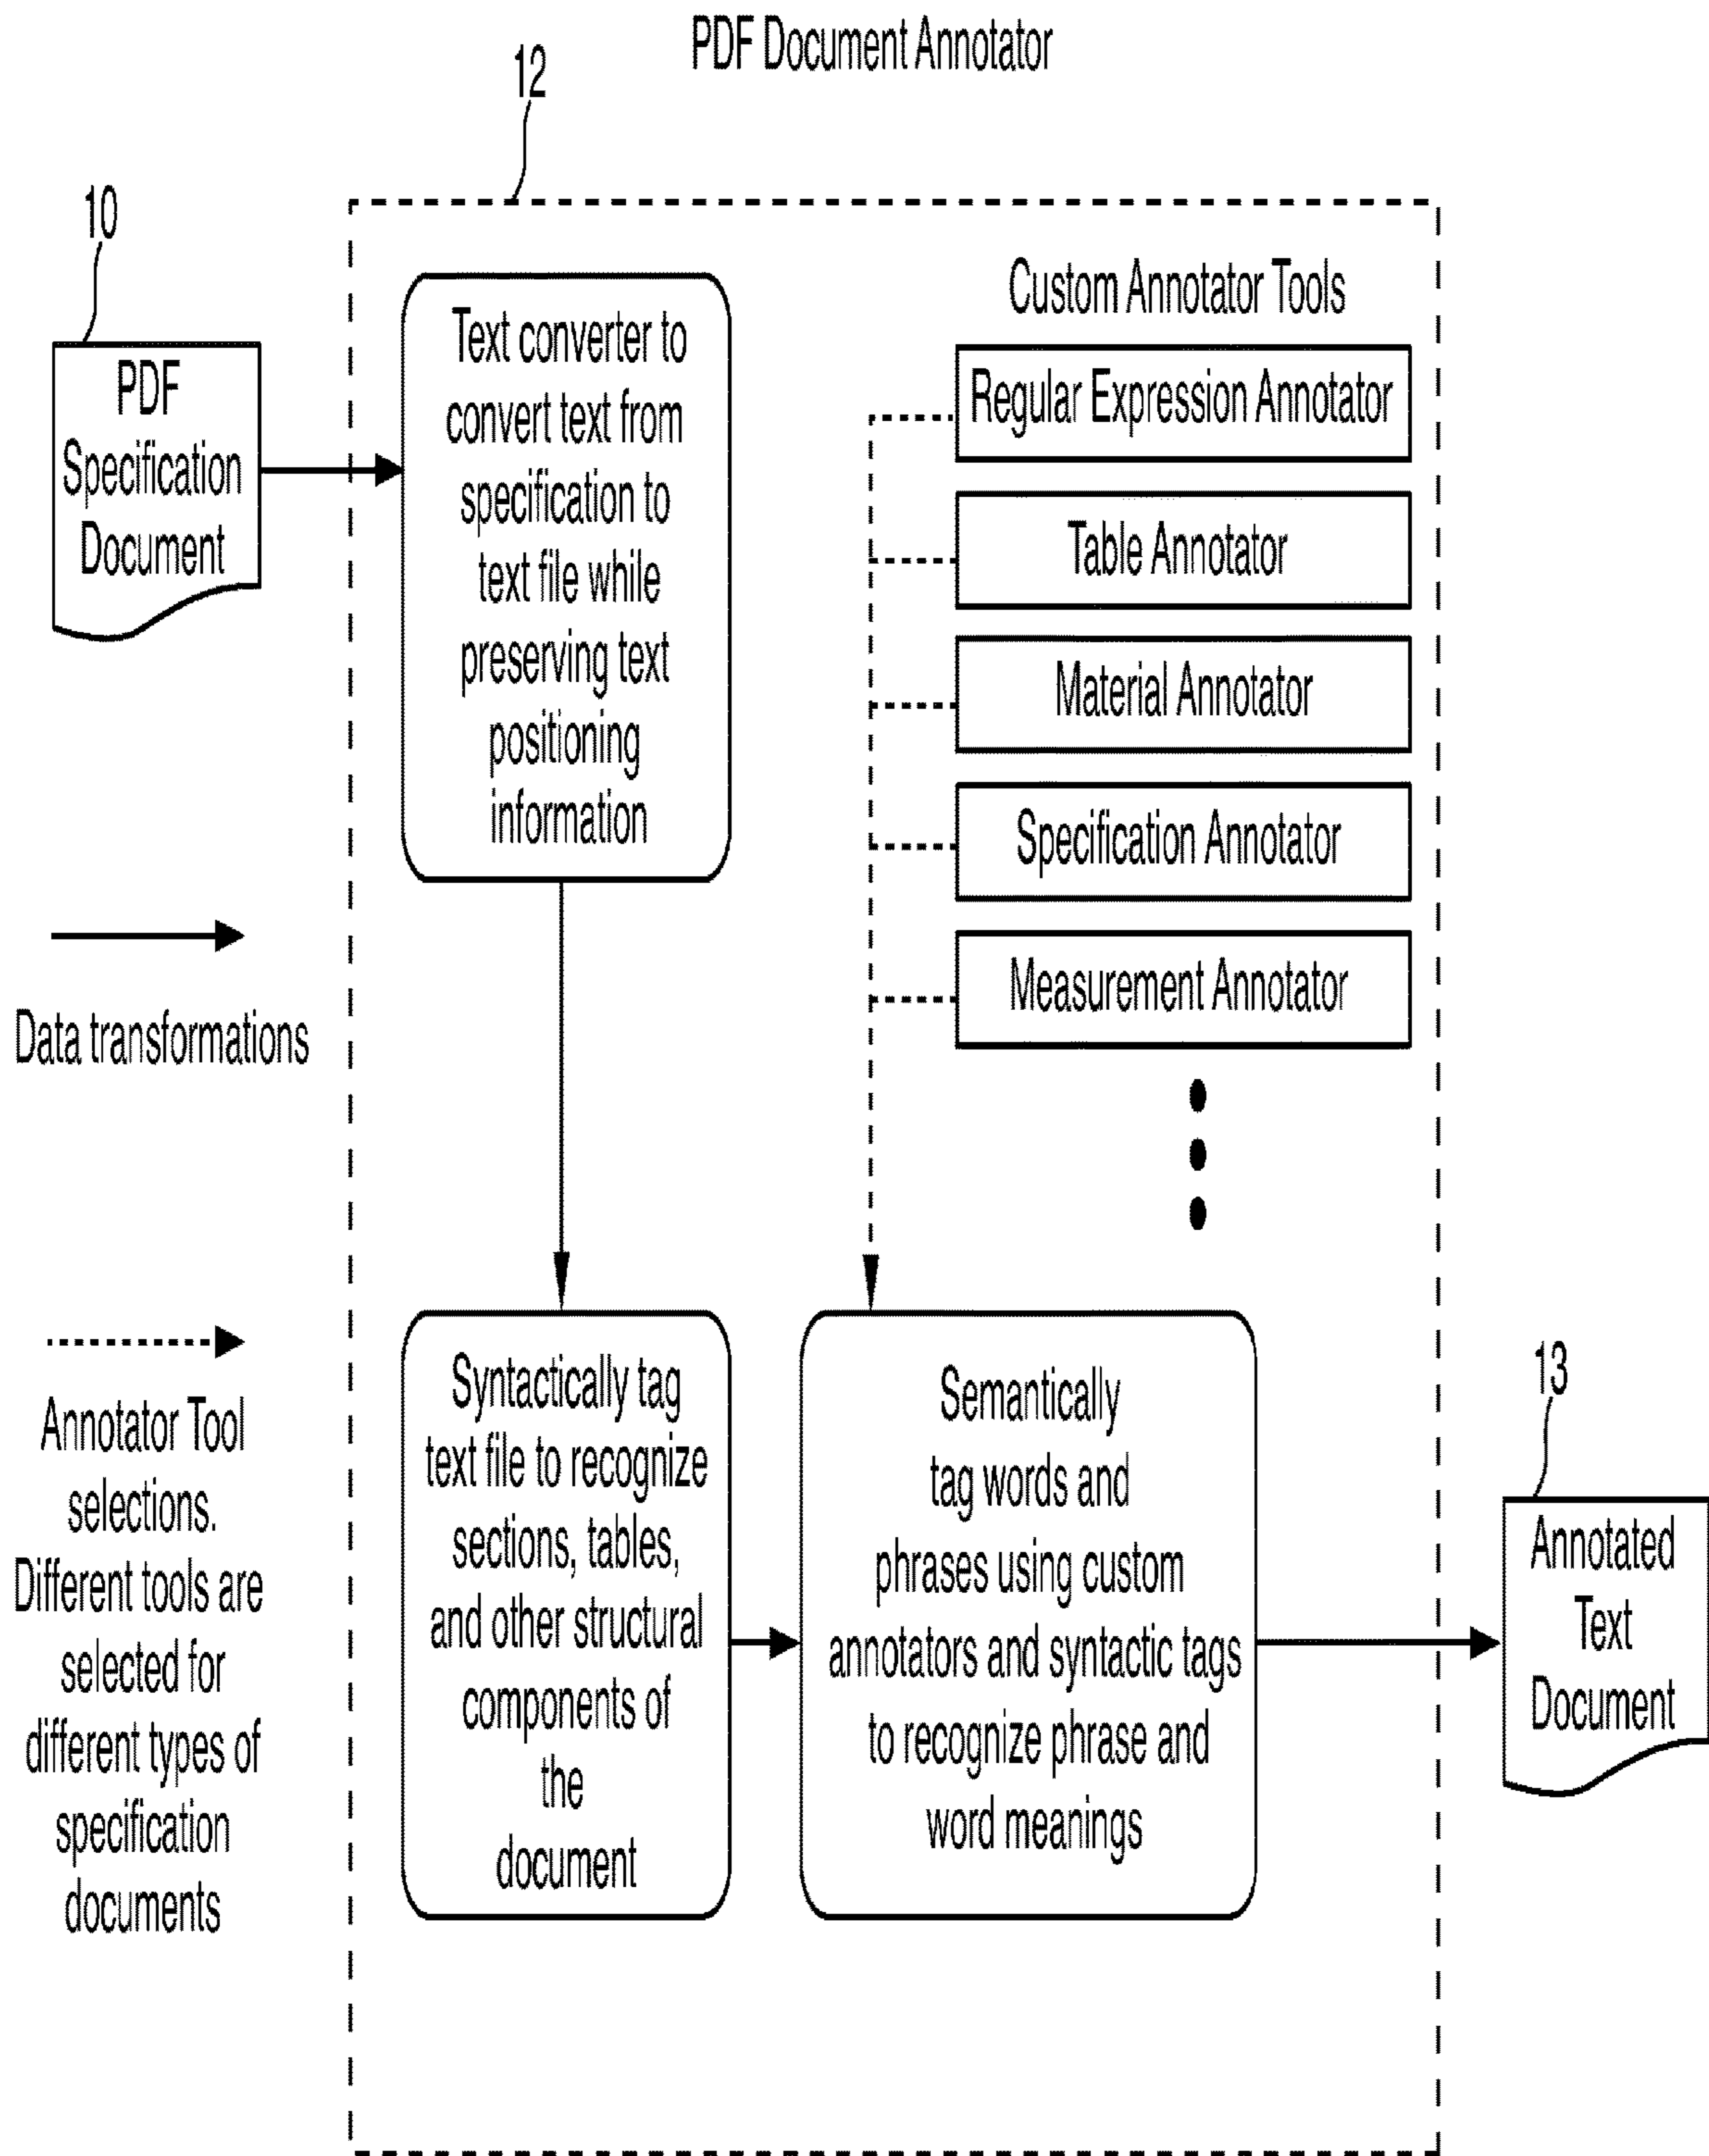 PDF Document Annotator
12
10
PDF
Specification
Document
Text converter to
convert text from
specification to
text file while
preserving text
positioning
information
Custom Annotator Tools
Regular Expression Annotator
Table Annotator
Material Annotator
Specification Annotator
Measurement Annotator
Data transformations
Annotator Tool
selections.
Different tools are
selected for
different types of
specification
documents
Syntactically tag
text file to recognize
sections, tables,
and other structural
components of
the
document
Semantically
tag words and
phrases using custom
annotators and syntactic tags
to recognize phrase and
word meanings
13
Annotated
Text
Document